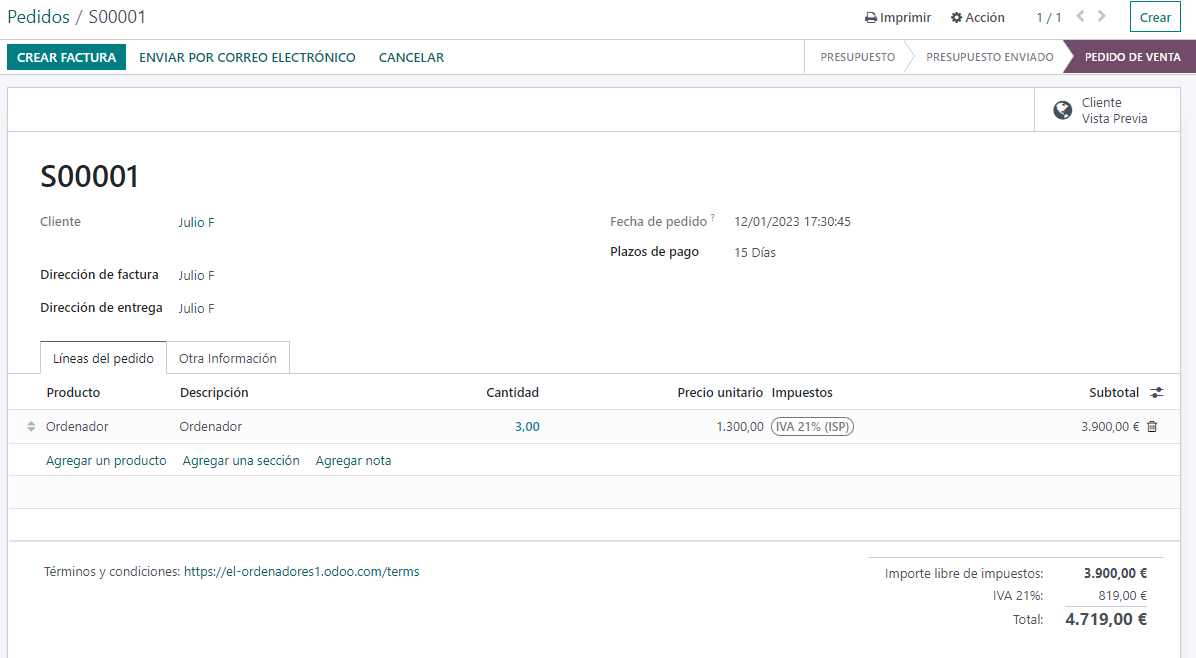 Pedidos / S00001
Imprimir Acción 1 / 1 Crear
CREAR FACTURA ENVIAR POR CORREO ELECTRÓNICO CANCELAR
PRESUPUESTO PRESUPUESTO ENVIADO PEDIDO DE VENTA
Cliente
Vista Previa
S00001
Cliente Julio F
Fecha de pedido ? 12/01/2023 17:30:45
Plazos de pago 15 Días
Dirección de factura Julio F
Dirección de entrega Julio F
Líneas del pedido Otra Información
Producto Descripción Cantidad Precio unitario Impuestos Subtotal
Ordenador Ordenador 3,00 1.300,00 IVA 21% (ISP) 3.900,00 €
Agregar un producto Agregar una sección Agregar nota
Términos y condiciones: https://el-ordenadores1.odoo.com/terms
Importe libre de impuestos: 3.900,00 €
IVA 21%: 819,00 €
Total: 4.719,00 €